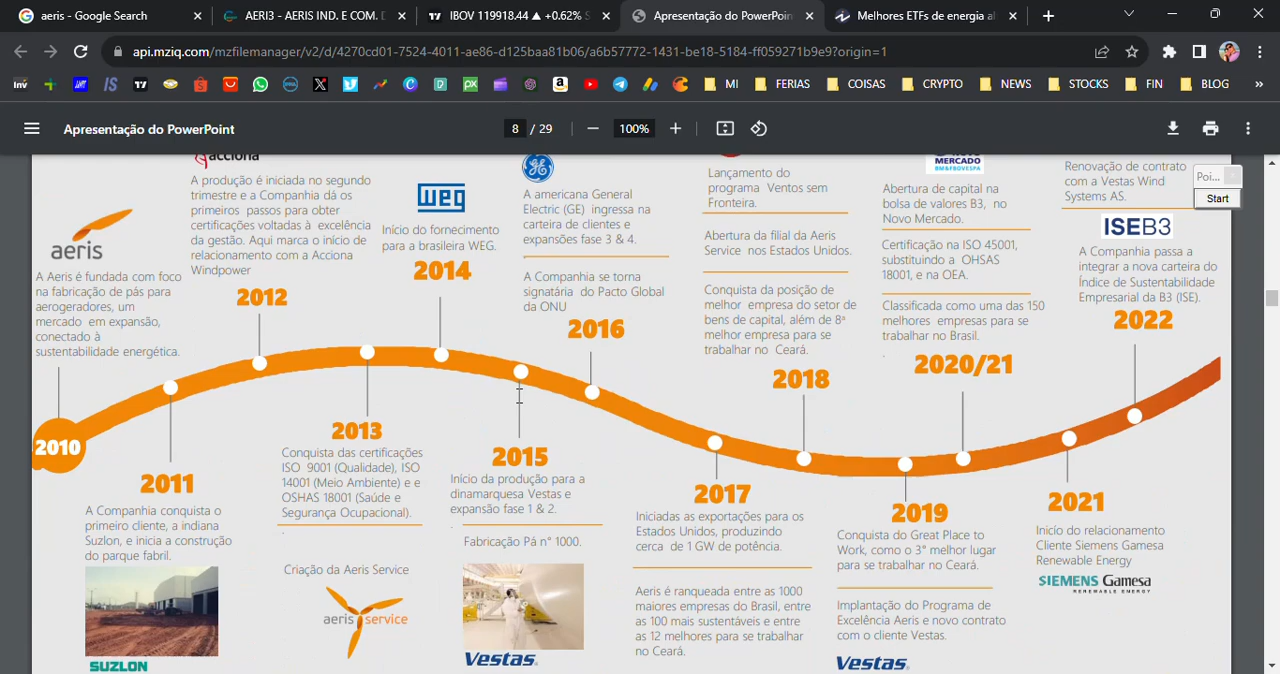 aeris - Google Search
AERI3 - AERIS IND. E COM. D
IBOV 119918.44 ▲ +0.62% S
Apresentação do PowerPoint
Melhores ETFs de energia al
api.mziq.com/mzfilemanager/v2/d/4270cd01-7524-4011-ae86-d125baa81b06/a6b57772-1431-be18-5184-ff059271b9e9?origin=1
MI
FERIAS
COISAS
CRYPTO
NEWS
STOCKS
FIN
BLOG
Apresentação do PowerPoint
8 / 29
100%
Poi...
Start
aeris
A Aeris é fundada com foco
na fabricação de pás para
aerogeradores, um
mercado em expansão,
conectado à
sustentabilidade energética.
2010
2011
A Companhia conquista o
primeiro cliente, a indiana
Suzlon, e inicia a construção
do parque fabril.
SUZLON
acciona
A produção é iniciada no segundo
trimestre e a Companhia dá os
primeiros passos para obter
certificações voltadas à excelência
da gestão. Aqui marca o início de
relacionamento com a Acciona
Windpower
2012
2013
Conquista das certificações
ISO 9001 (Qualidade), ISO
14001 (Meio Ambiente) e e
OSHAS 18001 (Saúde e
Segurança Ocupacional).
Criação da Aeris Service
aeris service
weg
Início do fornecimento
para a brasileira WEG.
2014
2015
Início da produção para a
dinamarquesa Vestas e
expansão fase 1 & 2.
Fabricação Pá n° 1000.
Vestas.
GE
A americana General
Electric (GE) ingressa na
carteira de clientes e
expansões fase 3 & 4.
A Companhia se torna
signatária do Pacto Global
da ONU
2016
2017
Iniciadas as exportações para os
Estados Unidos, produzindo
cerca de 1 GW de potência.
Aeris é ranqueada entre as 1000
maiores empresas do Brasil, entre
as 100 mais sustentáveis e entre
as 12 melhores para se trabalhar
no Ceará.
Lançamento do
programa Ventos sem
Fronteira.
Abertura da filial da Aeris
Service nos Estados Unidos.
Conquista da posição de
melhor empresa do setor de
bens de capital, além de 8ª
melhor empresa para se
trabalhar no Ceará.
2018
2019
Conquista do Great Place to
Work, como o 3° melhor lugar
para se trabalhar no Ceará.
Implantação do Programa de
Excelência Aeris e novo contrato
com o cliente Vestas.
Vestas.
NOVO
MERCADO
BM&FBOVESPA
Abertura de capital na
bolsa de valores B3, no
Novo Mercado.
Certificação na ISO 45001,
substituindo a OHSAS
18001, e na OEA.
Classificada como uma das 150
melhores empresas para se
trabalhar no Brasil.
2020/21
2021
Inicío do relacionamento
Cliente Siemens Gamesa
Renewable Energy
SIEMENS Gamesa
RENEWABLE ENERGY
Renovação de contrato
com a Vestas Wind
Systems AS.
ISEB3
A Companhia passa a
integrar a nova carteira do
Índice de Sustentabilidade
Empresarial da B3 (ISE).
2022